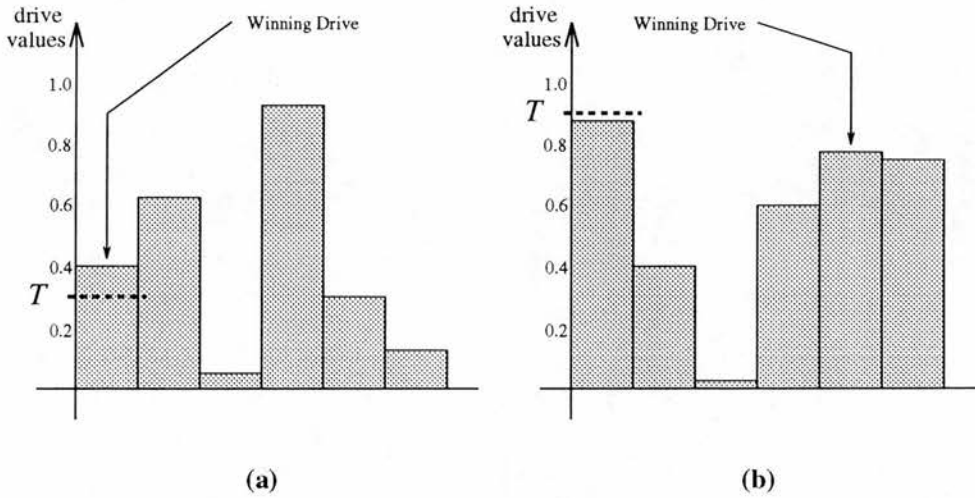 drive
values
Winning Drive
1.0
0.8
0.6
0.4
T
0.2
(a)
drive
values
Winning Drive
1.0
T
0.8
0.6
0.4
0.2
(b)